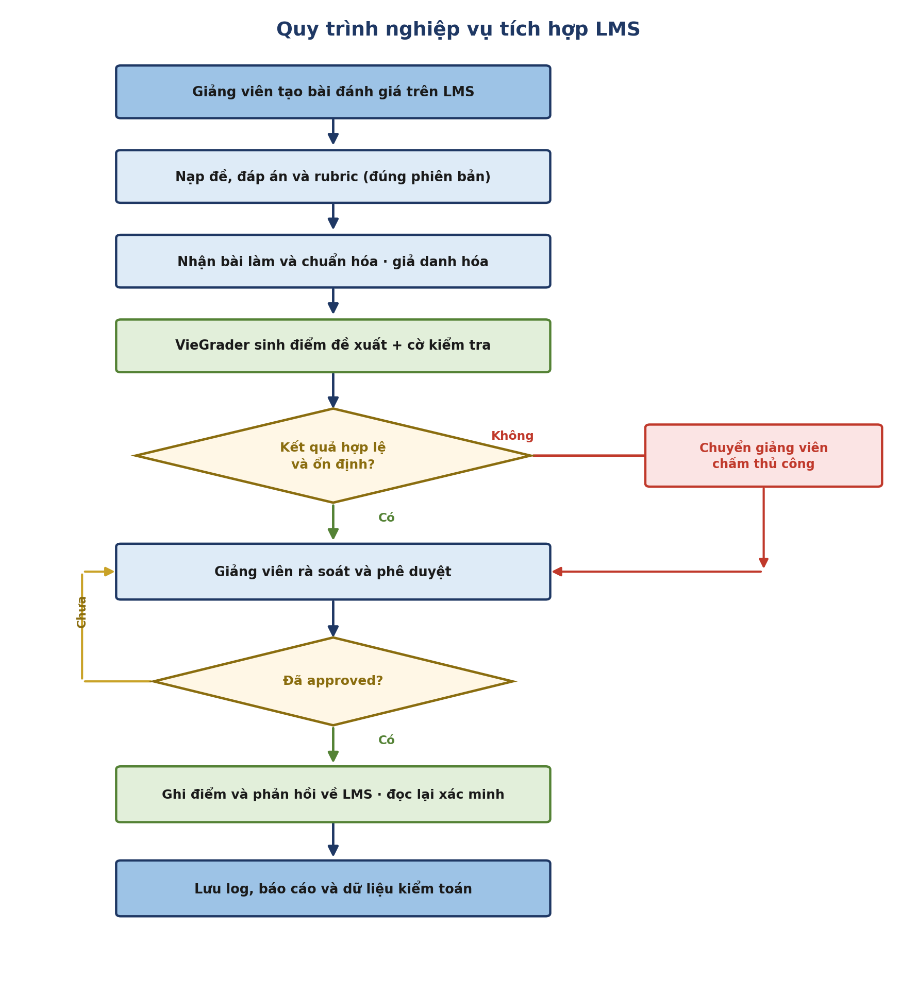 Quy trình nghiệp vụ tích hợp LMS
Giảng viên tạo bài đánh giá trên LMS
Nạp đề, đáp án và rubric (đúng phiên bản)
Nhận bài làm và chuẩn hóa · giả danh hóa
VieGrader sinh điểm đề xuất + cờ kiểm tra
Kết quả hợp lệ
và ổn định?
Không
Chuyển giảng viên
chấm thủ công
Có
Giảng viên rà soát và phê duyệt
Chưa
Đã approved?
Có
Ghi điểm và phản hồi về LMS · đọc lại xác minh
Lưu log, báo cáo và dữ liệu kiểm toán